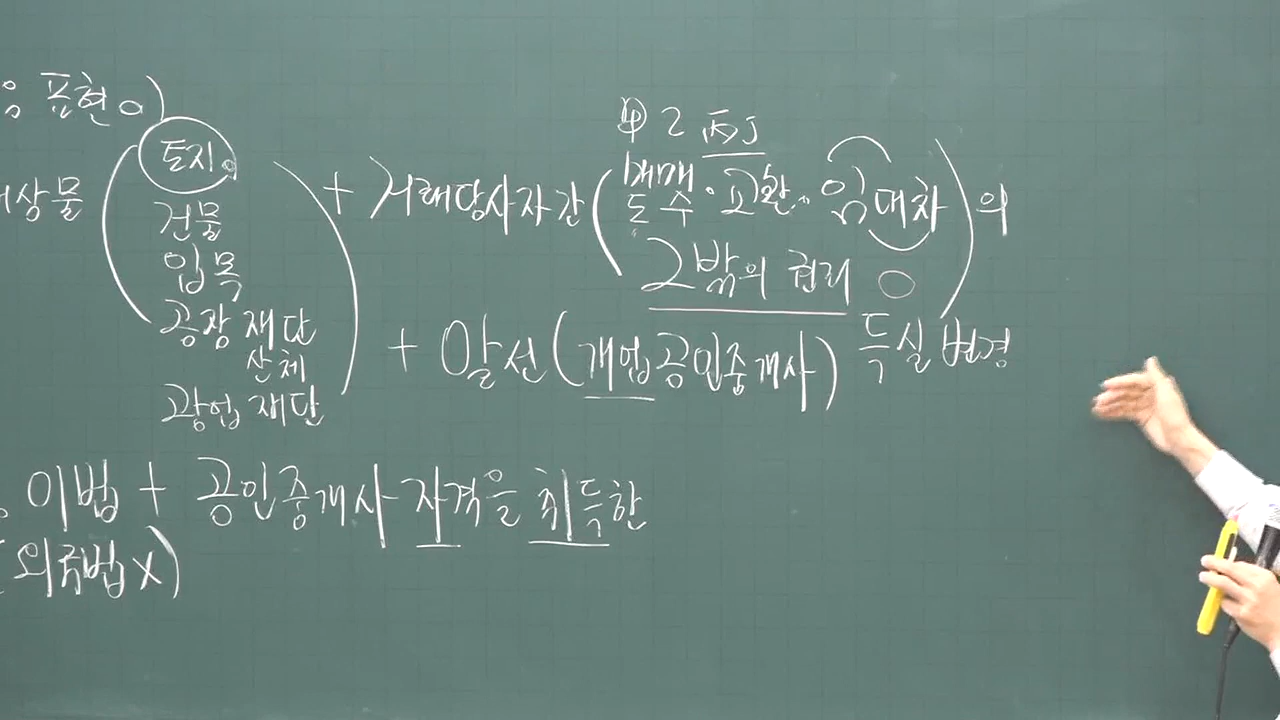 음 표현이)
대상물 (토지
건물
입목
공장재단
산체
광업재단)
+ 거래당사자간 (매매·교환·임대차)의
도수
그밖의 권리 O
득실변경
+ 알선 (개업공인중개사)
이법 + 공인중개사 자격을 취득한
(외국법 X)